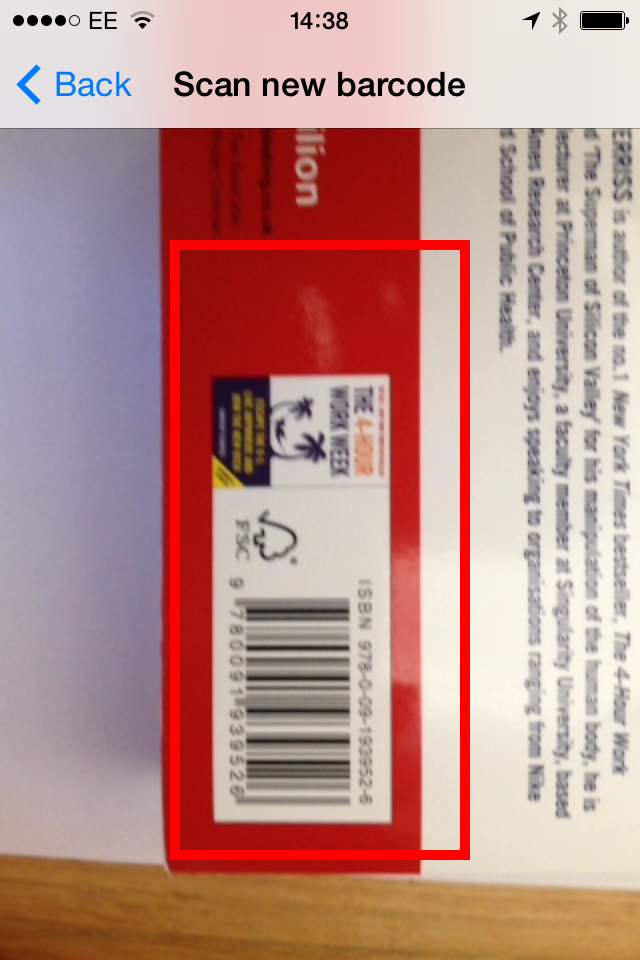 EE
14:38
Back
Scan new barcode
ilion
ERRISS is author of the no.1 New York Times bestseller, The 4-Hour Work
d 'The Superman of Silicon Valley' for his manipulation of the human body, he is
ecturer at Princeton University, a faculty member at Singularity University, based
Ames Research Center, and enjoys speaking to organisations ranging from Nike
d School of Public Health.
THE 4-HOUR
WORK WEEK
FSC
ISBN 978-0-09-193952-6
9 780091 939526